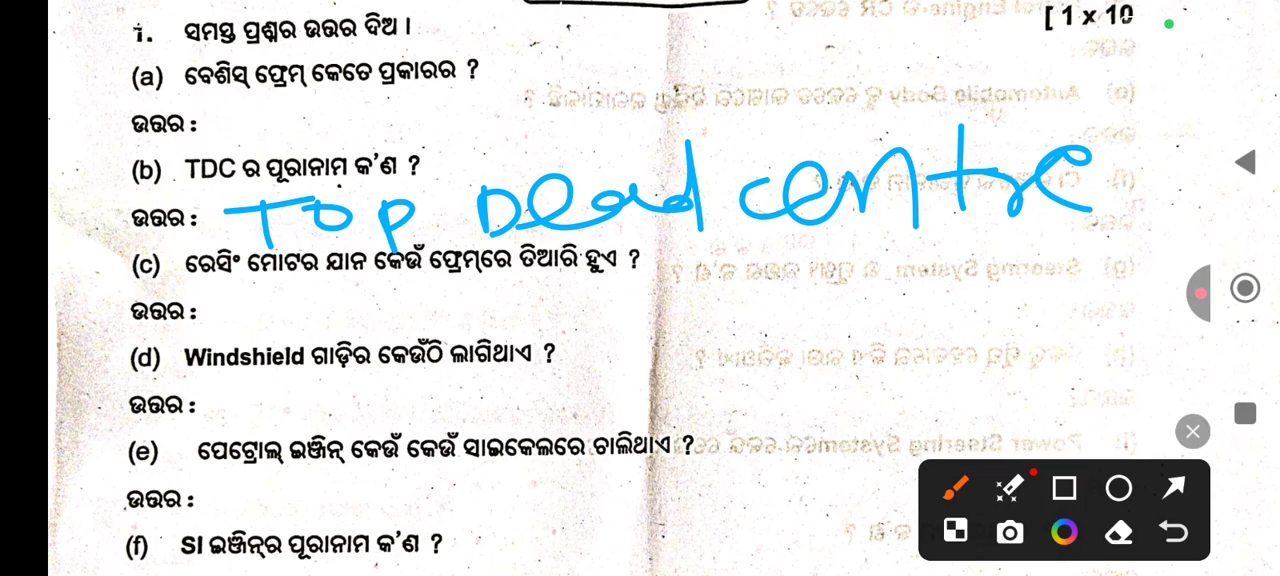 i. ସମସ୍ତ ପ୍ରଶ୍ନର ଉତ୍ତର ଦିଅ । [ 1 x 10
(a) ବେଶିସ୍ ଫ୍ରେମ୍ କେତେ ପ୍ରକାରର ?
ଉତ୍ତର :
(b) TDC ର ପୂରାନାମ କ'ଣ ?
ଉତ୍ତର : Top Dead centre
(c) ରେସିଂ ମୋଟର ଯାନ କେଉଁ ଫ୍ରେମ୍‌ରେ ତିଆରି ହୁଏ ?
ଉତ୍ତର :
(d) Windshield ଗାଡ଼ିର କେଉଁଠି ଲାଗିଥାଏ ?
ଉତ୍ତର :
(e) ପେଟ୍ରୋଲ୍ ଇଞ୍ଜିନ୍ କେଉଁ କେଉଁ ସାଇକେଲରେ ଚାଲିଥାଏ ?
ଉତ୍ତର :
(f) SI ଇଞ୍ଜିନ୍‌ର ପୂରାନାମ କ'ଣ ?